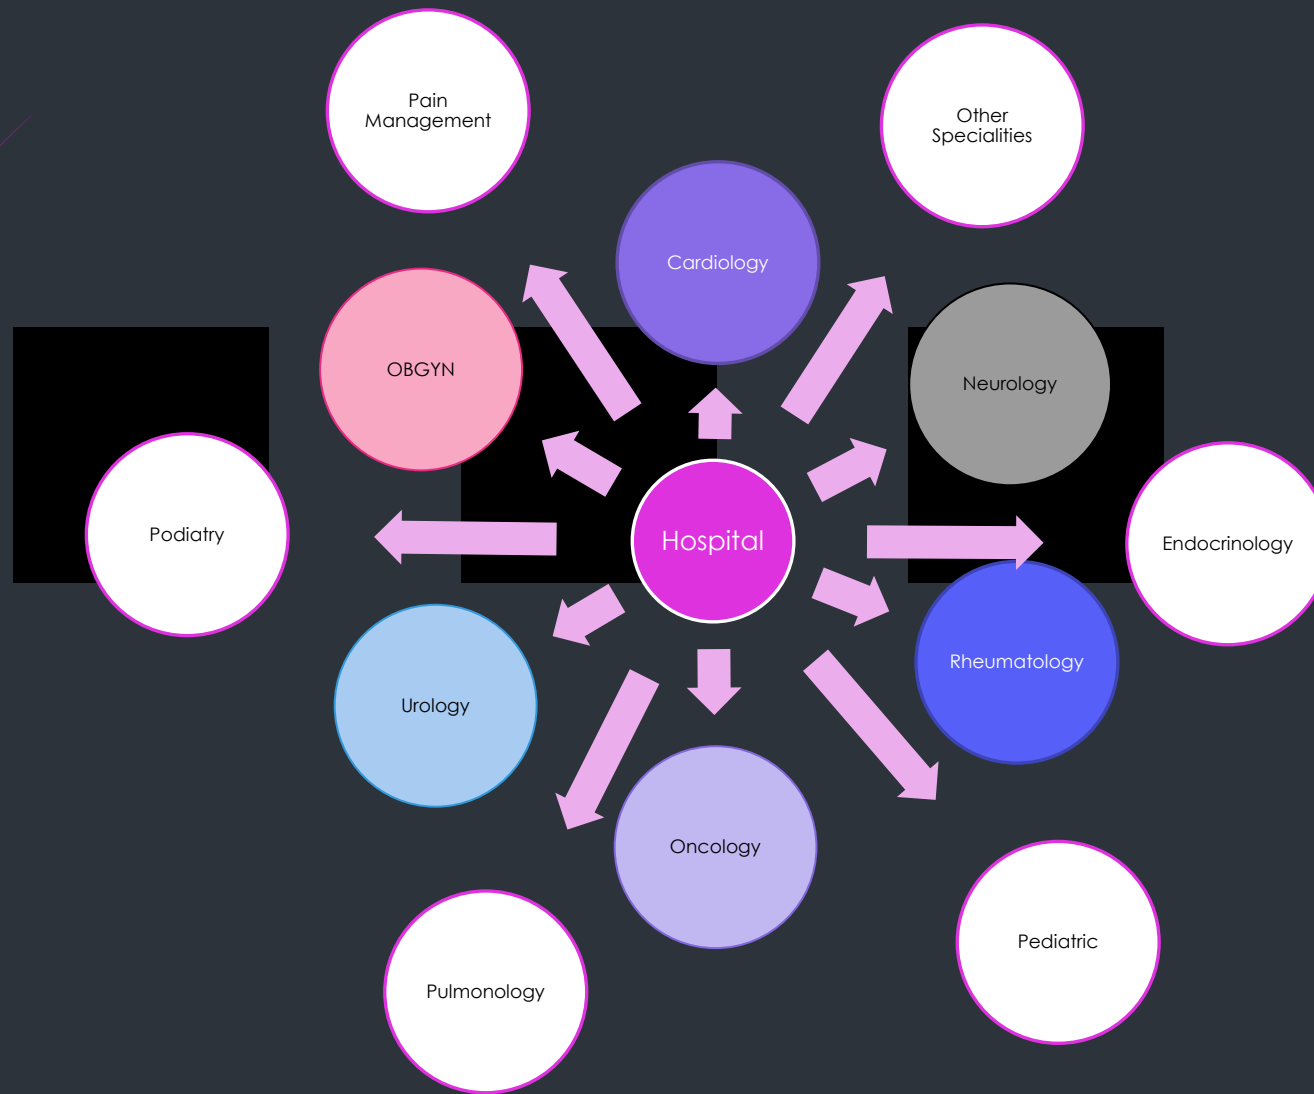 Pain
Management
Other
Specialities
Cardiology
OBGYN
Neurology
Podiatry
Hospital
Endocrinology
Urology
Rheumatology
Oncology
Pulmonology
Pediatric